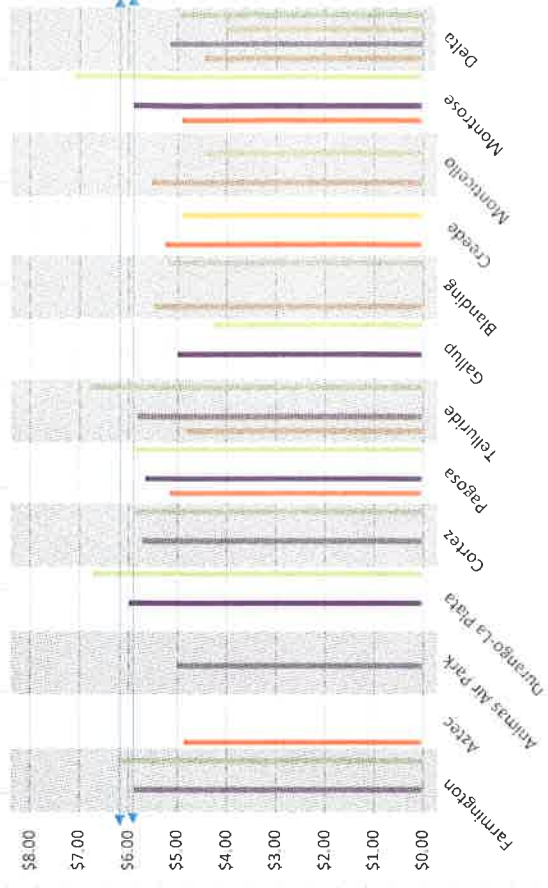 $8.00
$7.00
$6.00
$5.00
$4.00
$3.00
$2.00
$1.00
$0.00
Farmington
Aztec
Animas Air Park
Durango-La Plata
Cortez
Pagosa
Telluride
Gallup
Blanding
Creede
Monticello
Montrose
Delta